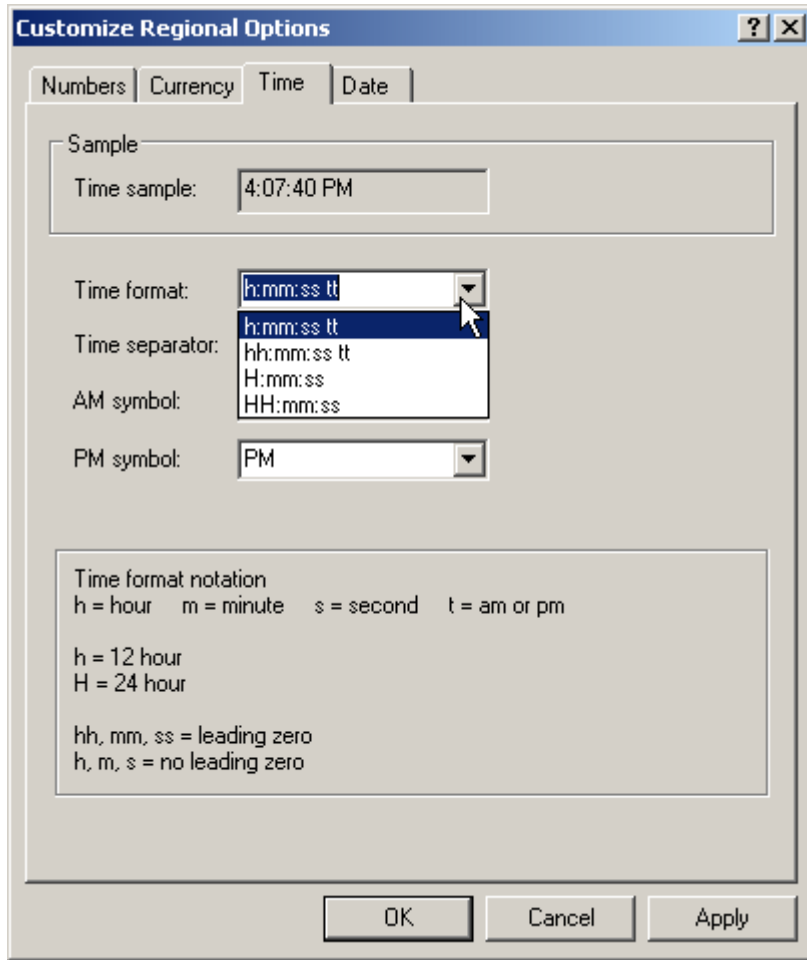 Customize Regional Options
Numbers Currency Time Date
Sample
Time sample: 4:07:40 PM
Time format: h:mm:ss tt
h:mm:ss tt
Time separator:
hh:mm:ss tt
H:mm:ss
AM symbol:
HH:mm:ss
PM symbol: PM
Time format notation
h = hour m = minute s = second t = am or pm
h = 12 hour
H = 24 hour
hh, mm, ss = leading zero
h, m, s = no leading zero
OK Cancel Apply